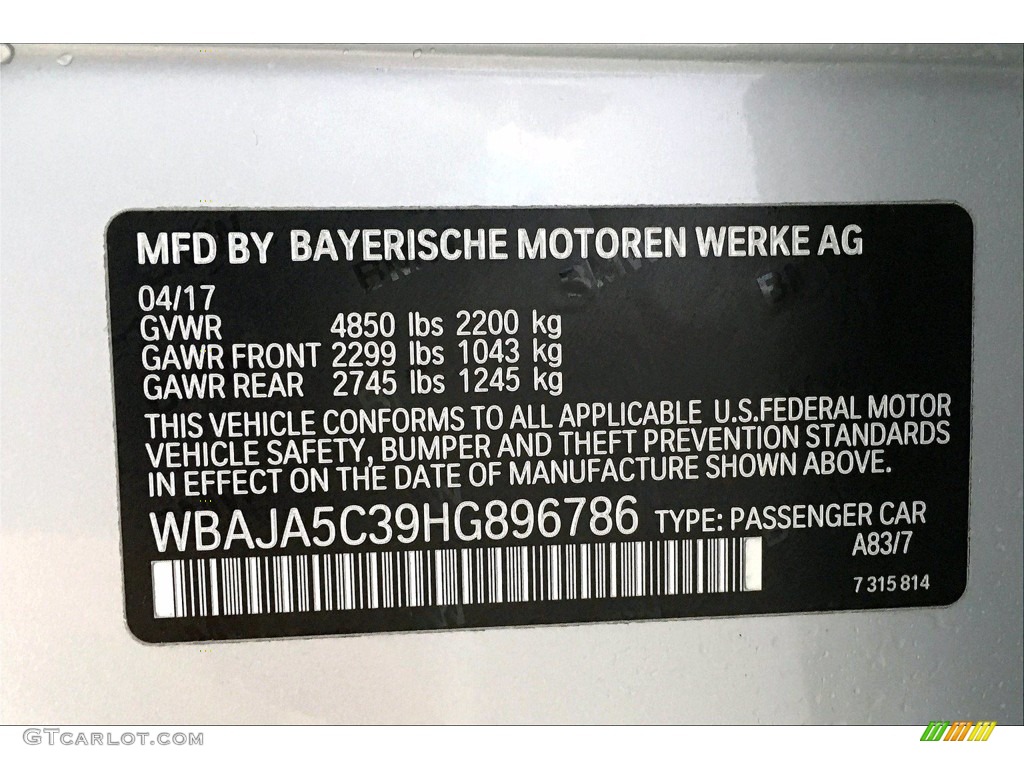 MFD BY BAYERISCHE MOTOREN WERKE AG
04/17
GVWR 4850 lbs 2200 kg
GAWR FRONT 2299 lbs 1043 kg
GAWR REAR 2745 lbs 1245 kg
THIS VEHICLE CONFORMS TO ALL APPLICABLE U.S.FEDERAL MOTOR
VEHICLE SAFETY, BUMPER AND THEFT PREVENTION STANDARDS
IN EFFECT ON THE DATE OF MANUFACTURE SHOWN ABOVE.
WBAJA5C39HG896786 TYPE: PASSENGER CAR
A83/7
7 315 814
GTcarlot.com